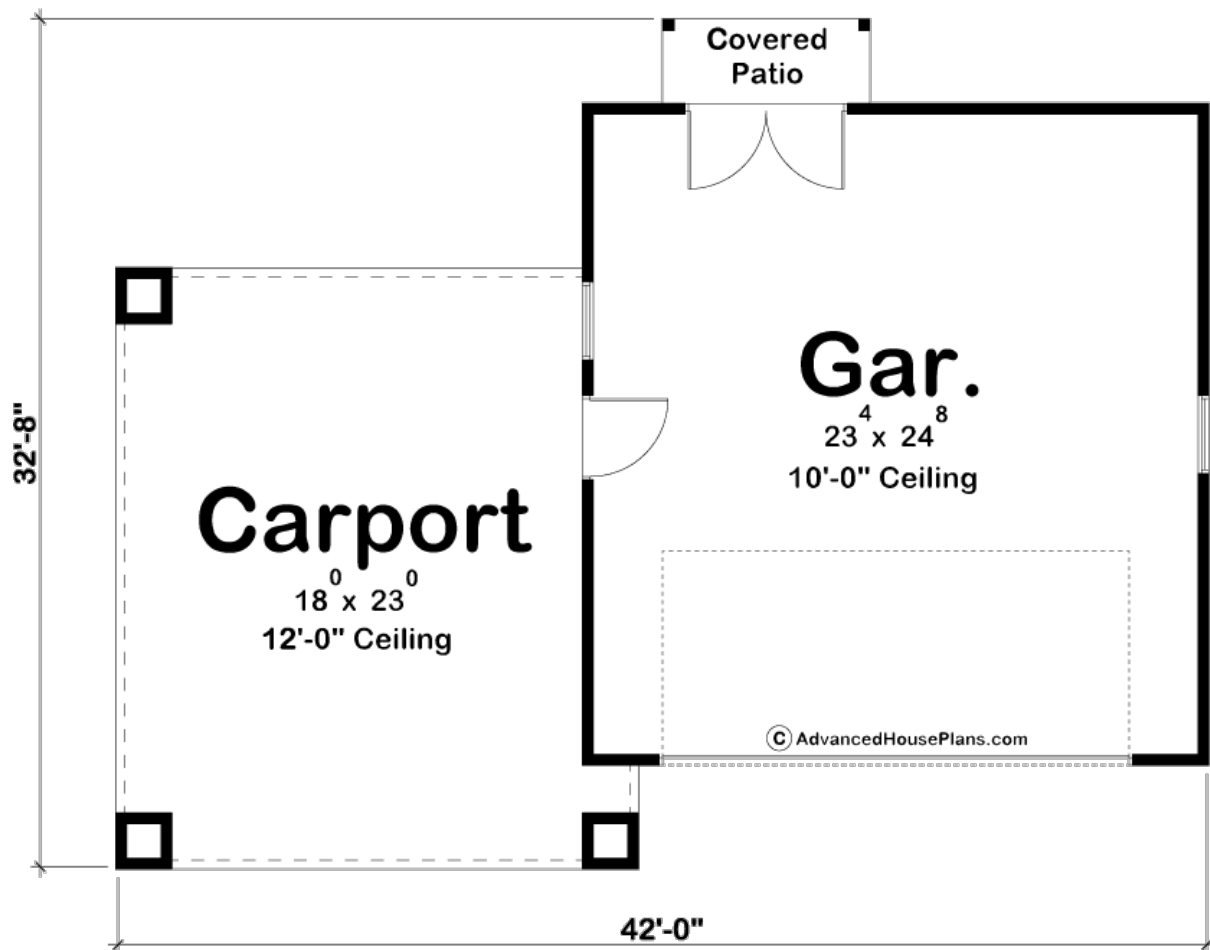 Covered
Patio
32'-8"
Gar.
23⁴ x 24⁸
10'-0" Ceiling
Carport
18⁰ x 23⁰
12'-0" Ceiling
© AdvancedHousePlans.com
42'-0"